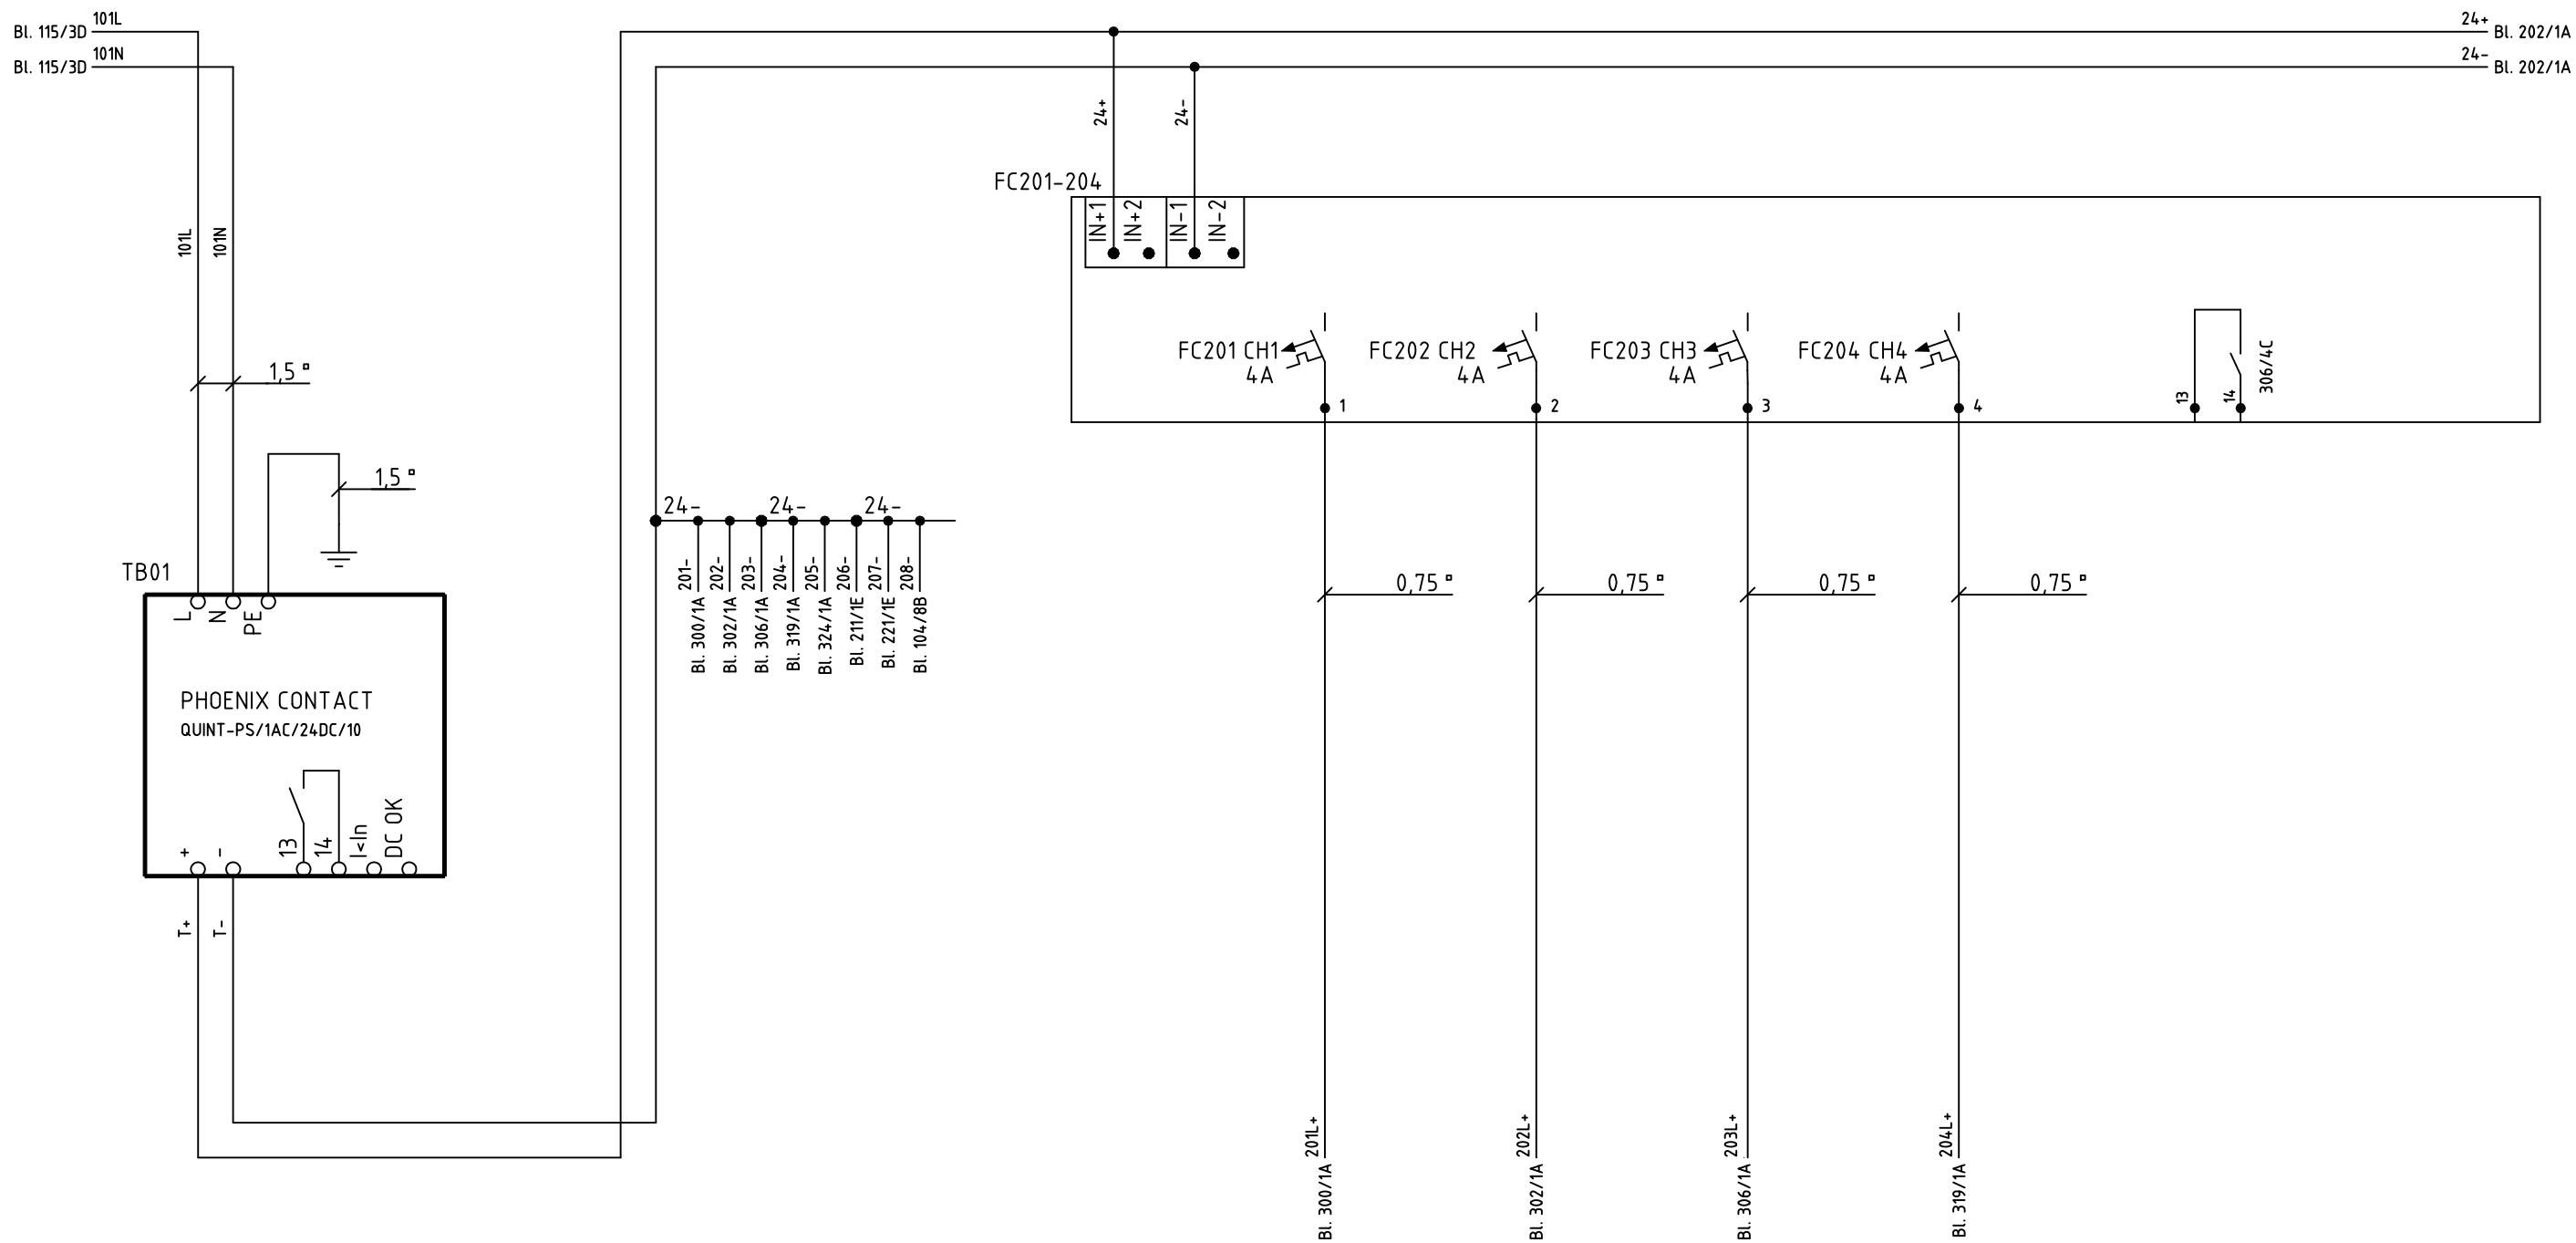 101L
Bl. 115/3D
101N
Bl. 115/3D
24+
Bl. 202/1A
24-
Bl. 202/1A
24+
24-
FC201-204
IN+1
IN+2
IN-1
IN-2
101L
101N
1,5 ▫
1,5 ▫
FC201 CH1
4A
1
FC202 CH2
4A
2
FC203 CH3
4A
3
FC204 CH4
4A
4
13
14
306/4C
24-
24-
24-
201-
202-
203-
204-
205-
206-
207-
208-
Bl. 300/1A
Bl. 302/1A
Bl. 306/1A
Bl. 319/1A
Bl. 324/1A
Bl. 211/1E
Bl. 221/1E
Bl. 104/8B
0,75 ▫
0,75 ▫
0,75 ▫
0,75 ▫
TB01
L
N
PE
PHOENIX CONTACT
QUINT-PS/1AC/24DC/10
+
-
13
14
I<In
DC OK
T+
T-
201L+
202L+
203L+
204L+
Bl. 300/1A
Bl. 302/1A
Bl. 306/1A
Bl. 319/1A